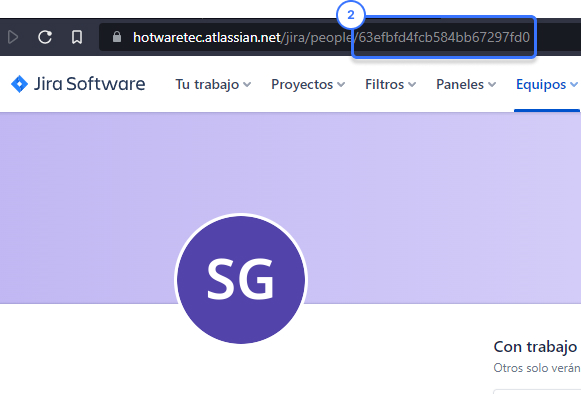 2
hotwaretec.atlassian.net/jira/people/63efbfd4fcb584bb67297fd0
Jira Software Tu trabajo Proyectos Filtros Paneles Equipos
SG
Con trabajo
Otros solo verán